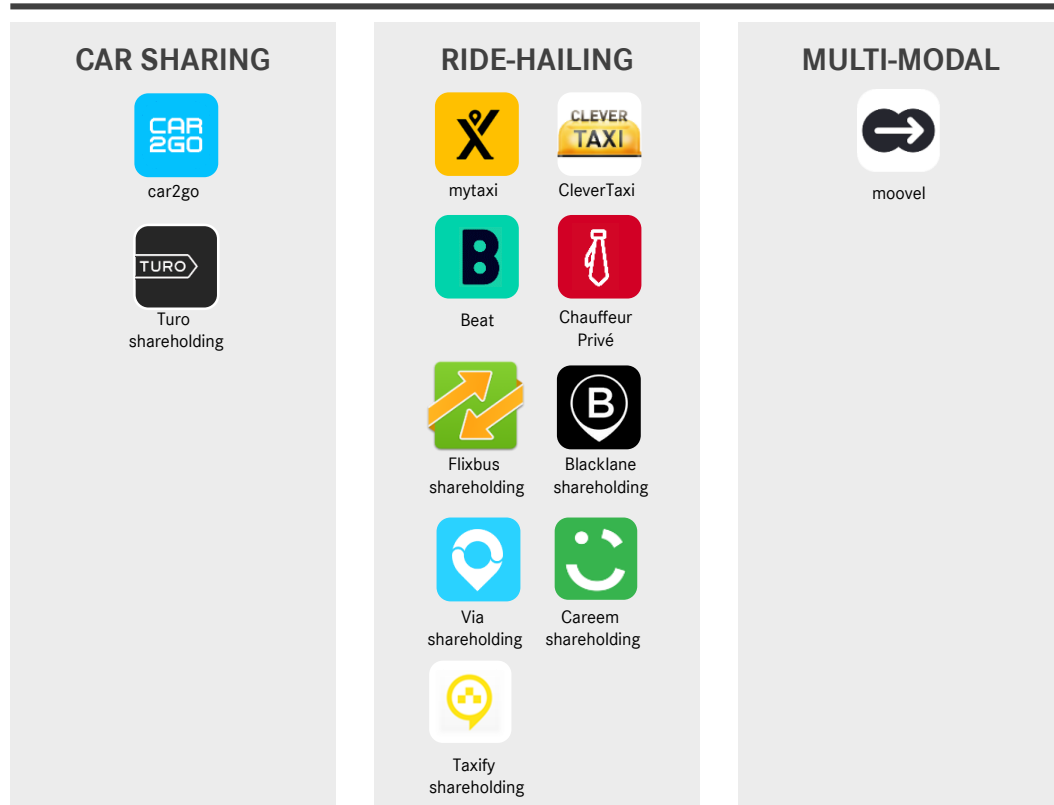 CAR SHARING
CAR
2GO
car2go
TURO
Turo
shareholding
RIDE-HAILING
mytaxi
CLEVER
TAXI
CleverTaxi
B
Beat
Chauffeur
Privé
Flixbus
shareholding
B
Blacklane
shareholding
Via
shareholding
Careem
shareholding
Taxify
shareholding
MULTI-MODAL
moovel